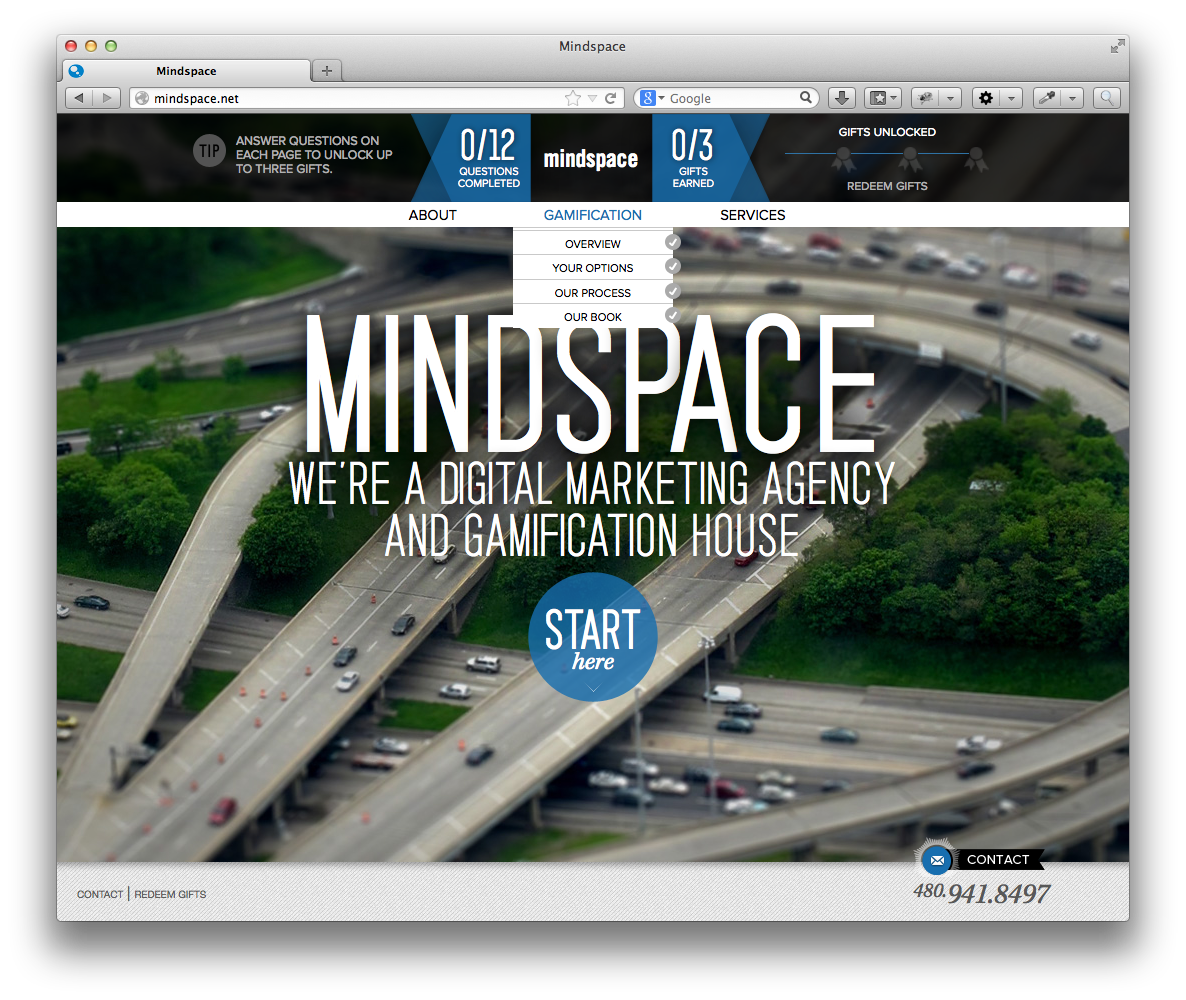 Mindspace
Mindspace
mindspace.net
Google
TIP
ANSWER QUESTIONS ON
EACH PAGE TO UNLOCK UP
TO THREE GIFTS.
0/12
QUESTIONS
COMPLETED
mindspace
0/3
GIFTS
EARNED
GIFTS UNLOCKED
REDEEM GIFTS
ABOUT GAMIFICATION SERVICES
OVERVIEW
YOUR OPTIONS
OUR PROCESS
OUR BOOK
MINDSPACE
WE'RE A DIGITAL MARKETING AGENCY
AND GAMIFICATION HOUSE
START
here
CONTACT
CONTACT | REDEEM GIFTS
480.941.8497